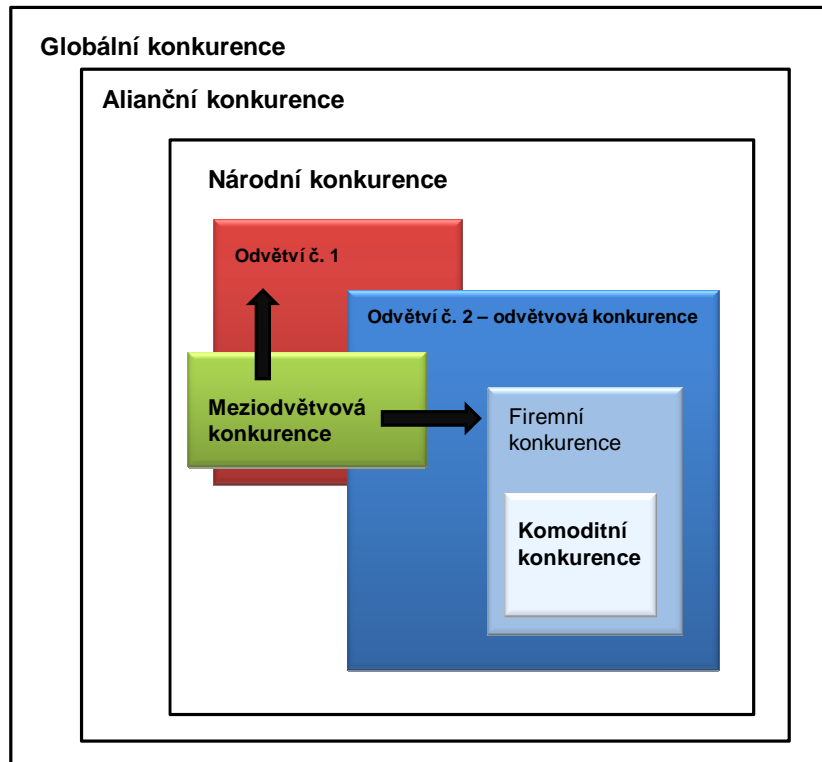 Globální konkurence
Alianční konkurence
Národní konkurence
Odvětví č. 1
Odvětví č. 2 – odvětvová konkurence
Meziodvětvová
konkurence
Firemní
konkurence
Komoditní
konkurence